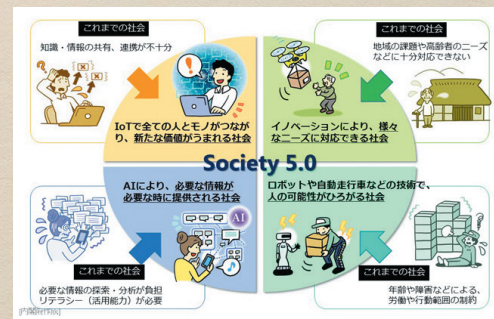 これまでの社会
知識・情報の共有、連携が不十分
IoTで全ての人とモノがつなが
り、新たな価値がうまれる社会
これまでの社会
地域の課題や高齢者のニーズ
などに十分対応できない
イノベーションにより、様々
なニーズに対応できる社会
Society 5.0
AIにより、必要な情報が
必要な時に提供される社会
AI
これまでの社会
必要な情報の探索・分析が負担
リテラシー（活用能力）が必要
ロボットや自動走行車などの技術で、
人の可能性がひろがる社会
これまでの社会
年齢や障害などによる、
労働や行動範囲の制約
[内閣府作成]